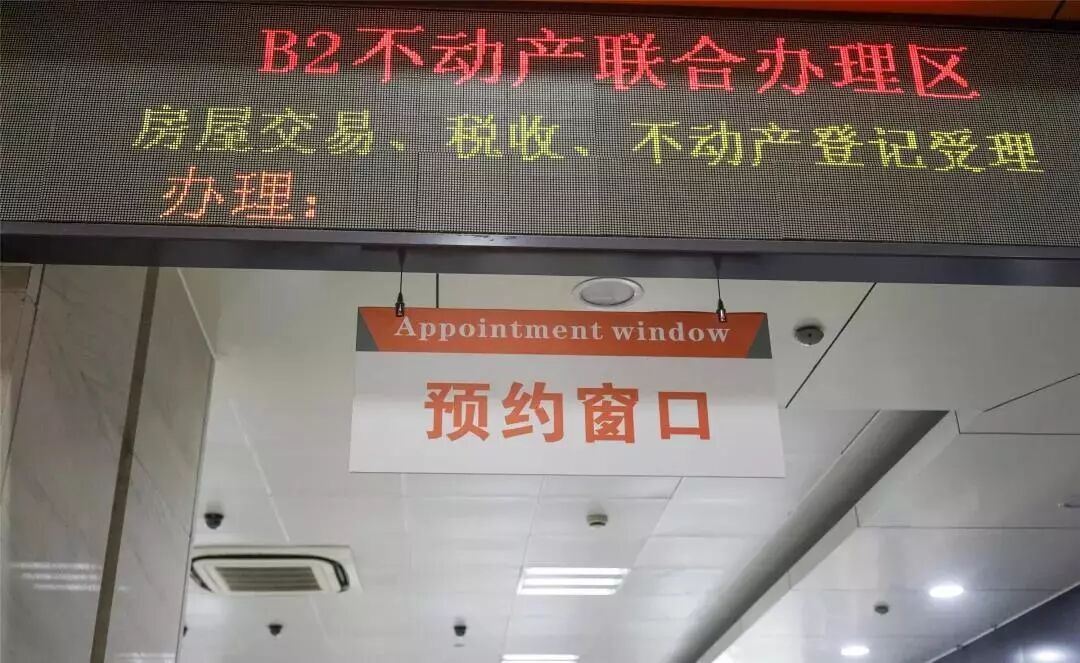 B2不动产联合办理区
房屋交易、税收、不动产登记受理
办理：
Appointment window
预约窗口